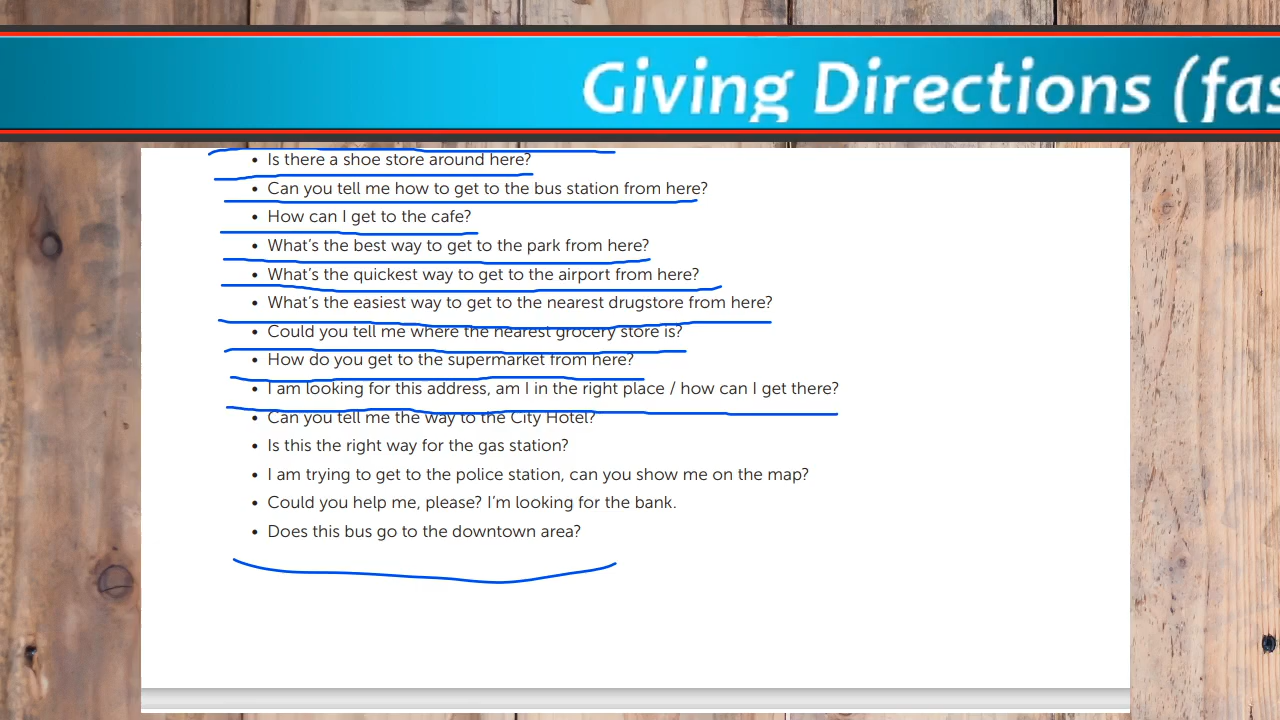 Giving Directions (fas
• Is there a shoe store around here?
• Can you tell me how to get to the bus station from here?
• How can I get to the cafe?
• What's the best way to get to the park from here?
• What's the quickest way to get to the airport from here?
• What's the easiest way to get to the nearest drugstore from here?
• Could you tell me where the nearest grocery store is?
• How do you get to the supermarket from here?
• I am looking for this address, am I in the right place / how can I get there?
• Can you tell me the way to the City Hotel?
• Is this the right way for the gas station?
• I am trying to get to the police station, can you show me on the map?
• Could you help me, please? I'm looking for the bank.
• Does this bus go to the downtown area?